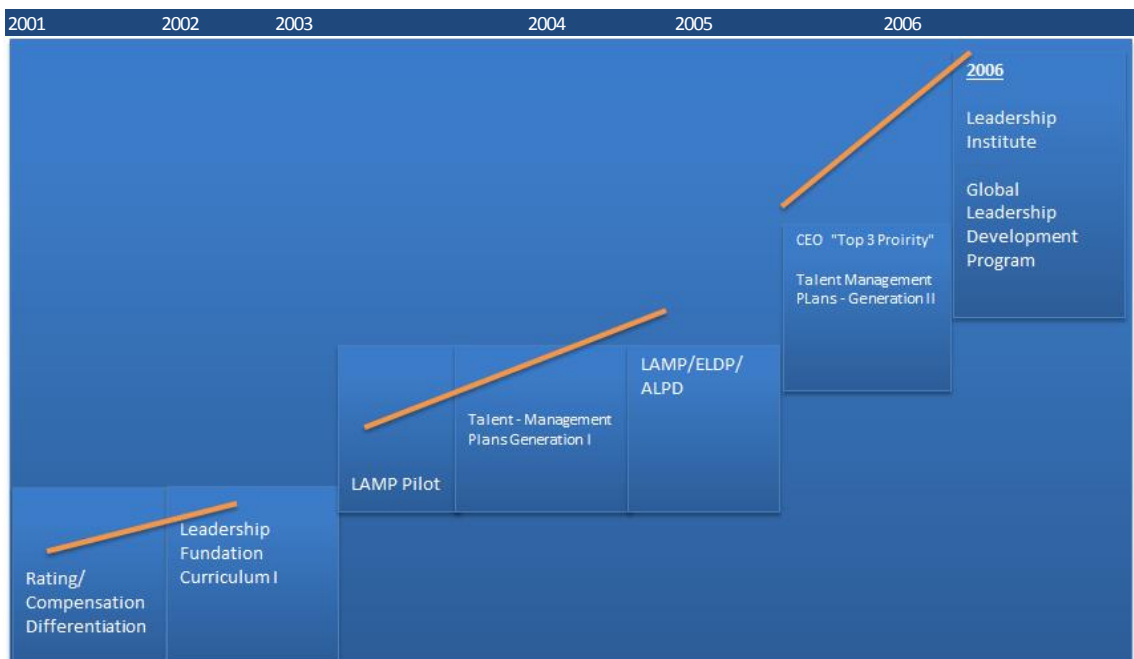 2001 2002 2003 2004 2005 2006
2006
Leadership
Institute
Global
Leadership
Development
Program
CEO "Top 3 Proirity"
Talent Management
PLans - Generation II
LAMP/ELDP/
ALPD
Talent - Management
Plans Generation I
LAMP Pilot
Leadership
Fundation
Curriculum I
Rating/
Compensation
Differentiation